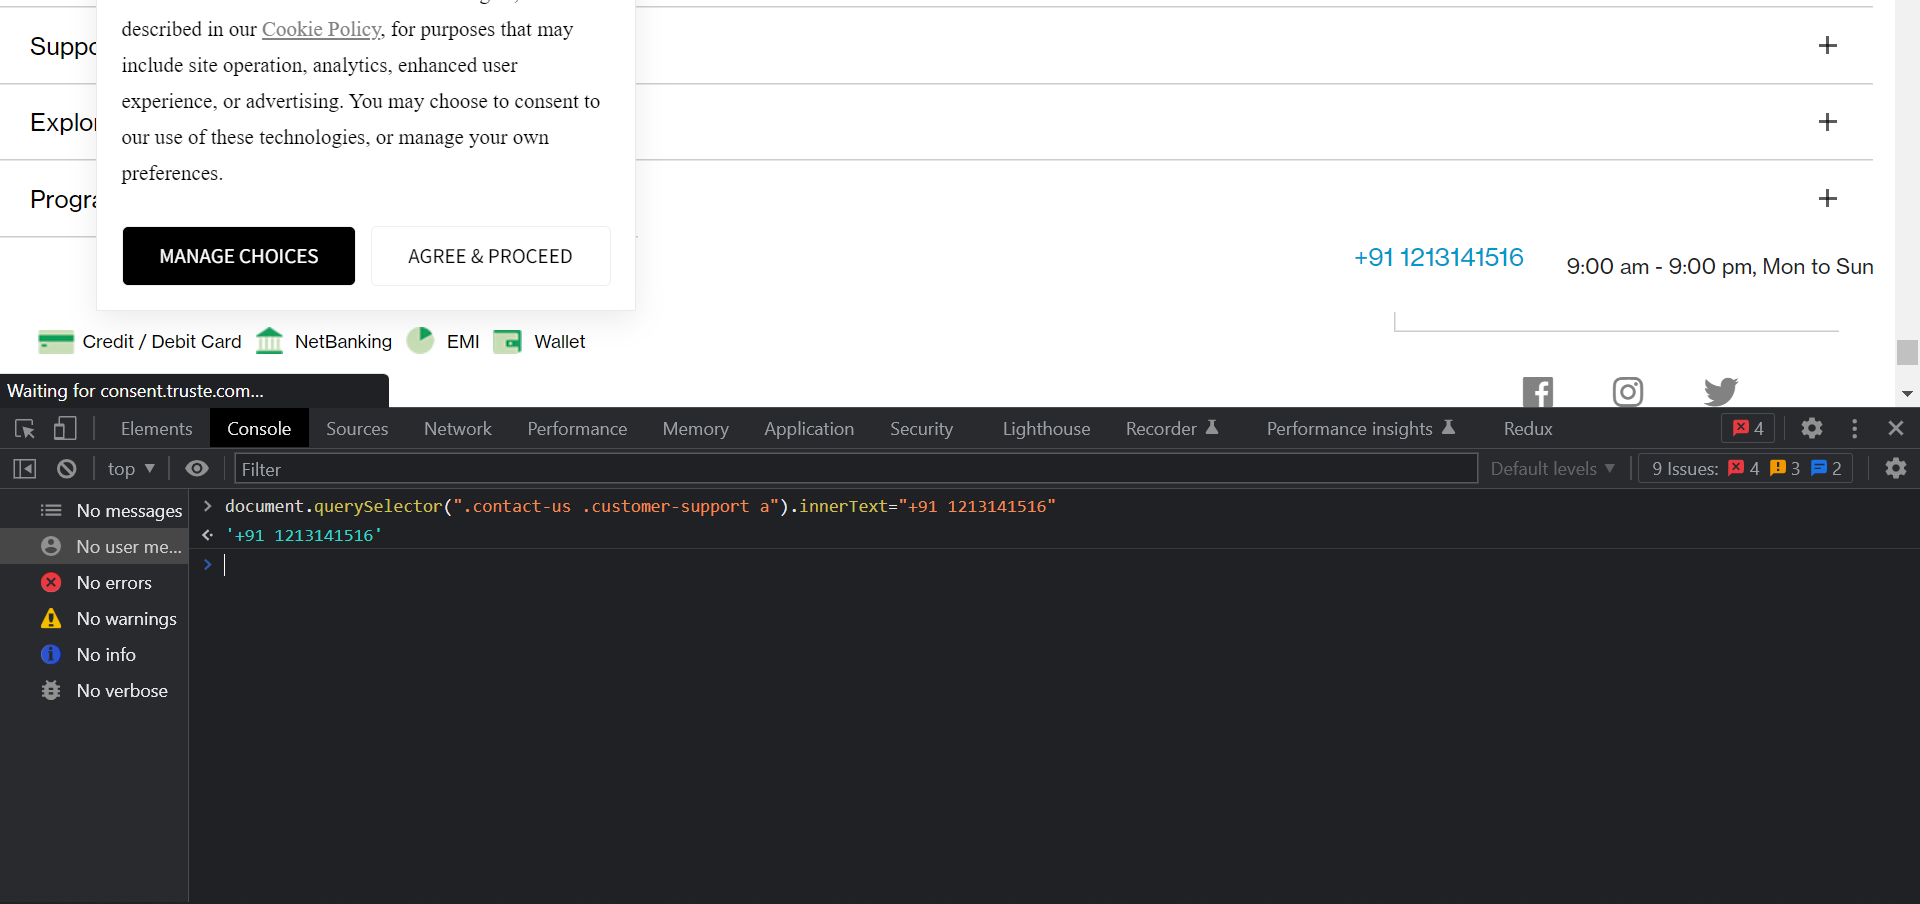 described in our Cookie Policy, for purposes that may
include site operation, analytics, enhanced user
experience, or advertising. You may choose to consent to
our use of these technologies, or manage your own
preferences.
MANAGE CHOICES AGREE & PROCEED
Suppo
Explor
Progra
+91 1213141516 9:00 am - 9:00 pm, Mon to Sun
Credit / Debit Card NetBanking EMI Wallet
Waiting for consent.truste.com...
Elements Console Sources Network Performance Memory Application Security Lighthouse Recorder Performance insights Redux 4
top ▼ Filter Default levels ▼ 9 Issues: 4 3 2
No messages
No user me...
No errors
No warnings
No info
No verbose
> document.querySelector(".contact-us .customer-support a").innerText="+91 1213141516"
'+91 1213141516'
>